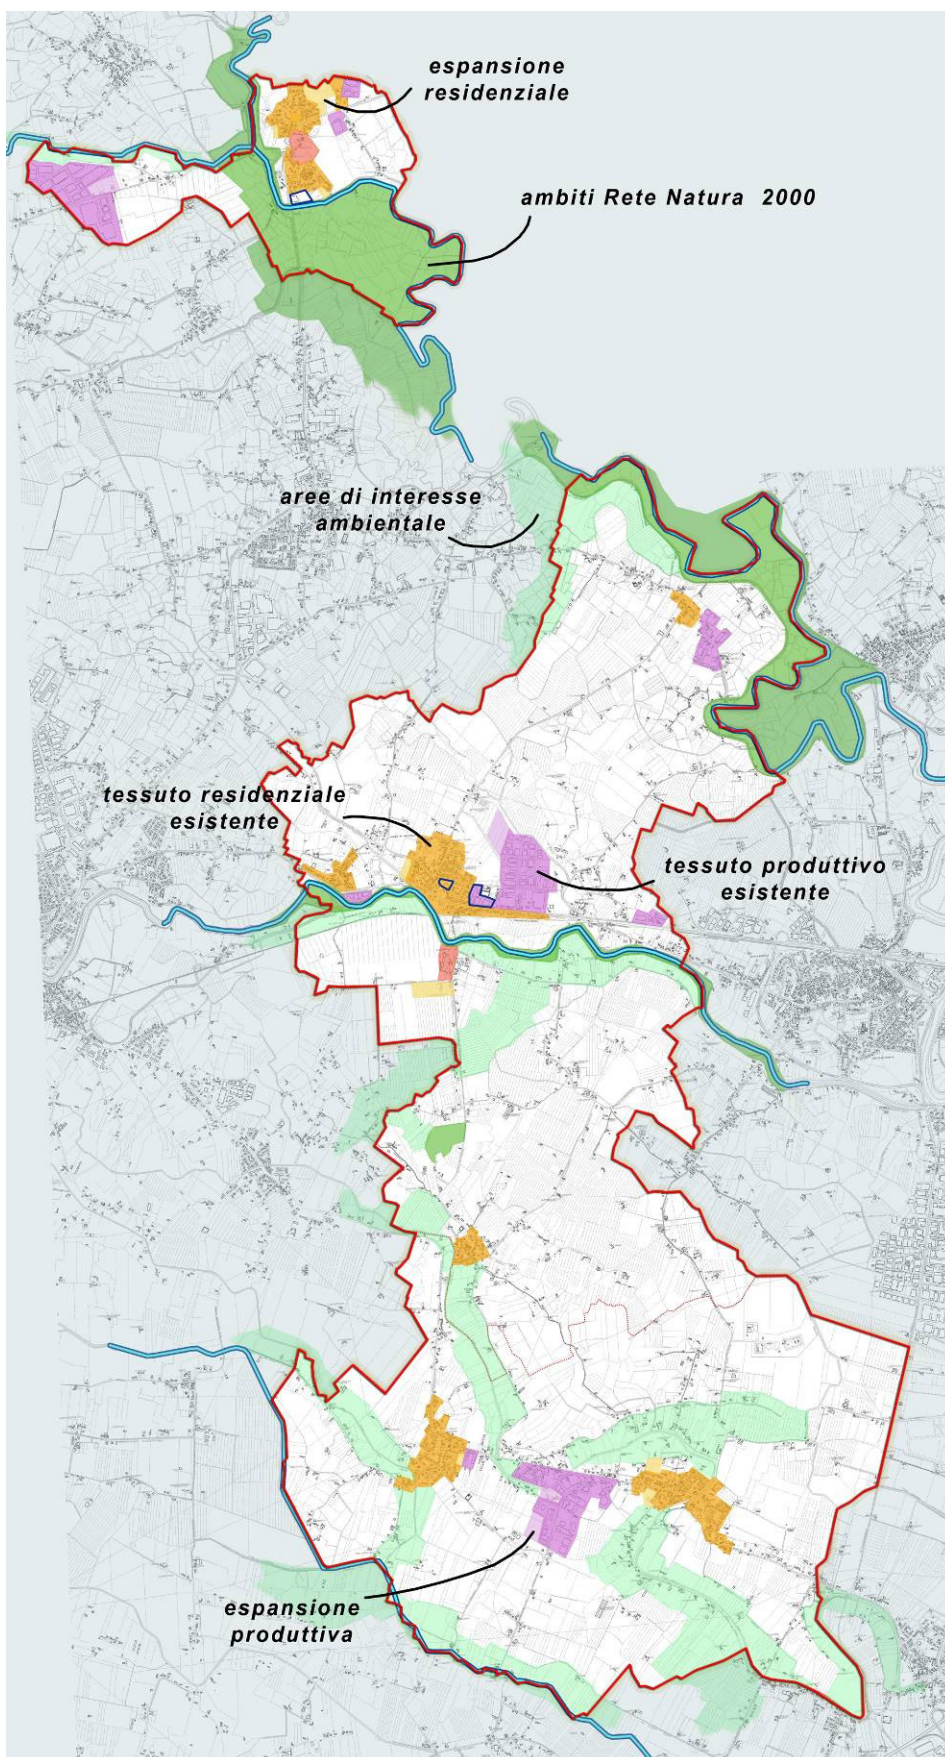 espansione
residenziale
ambiti Rete Natura 2000
aree di interesse
ambientale
tessuto residenziale
esistente
tessuto produttivo
esistente
espansione
produttiva